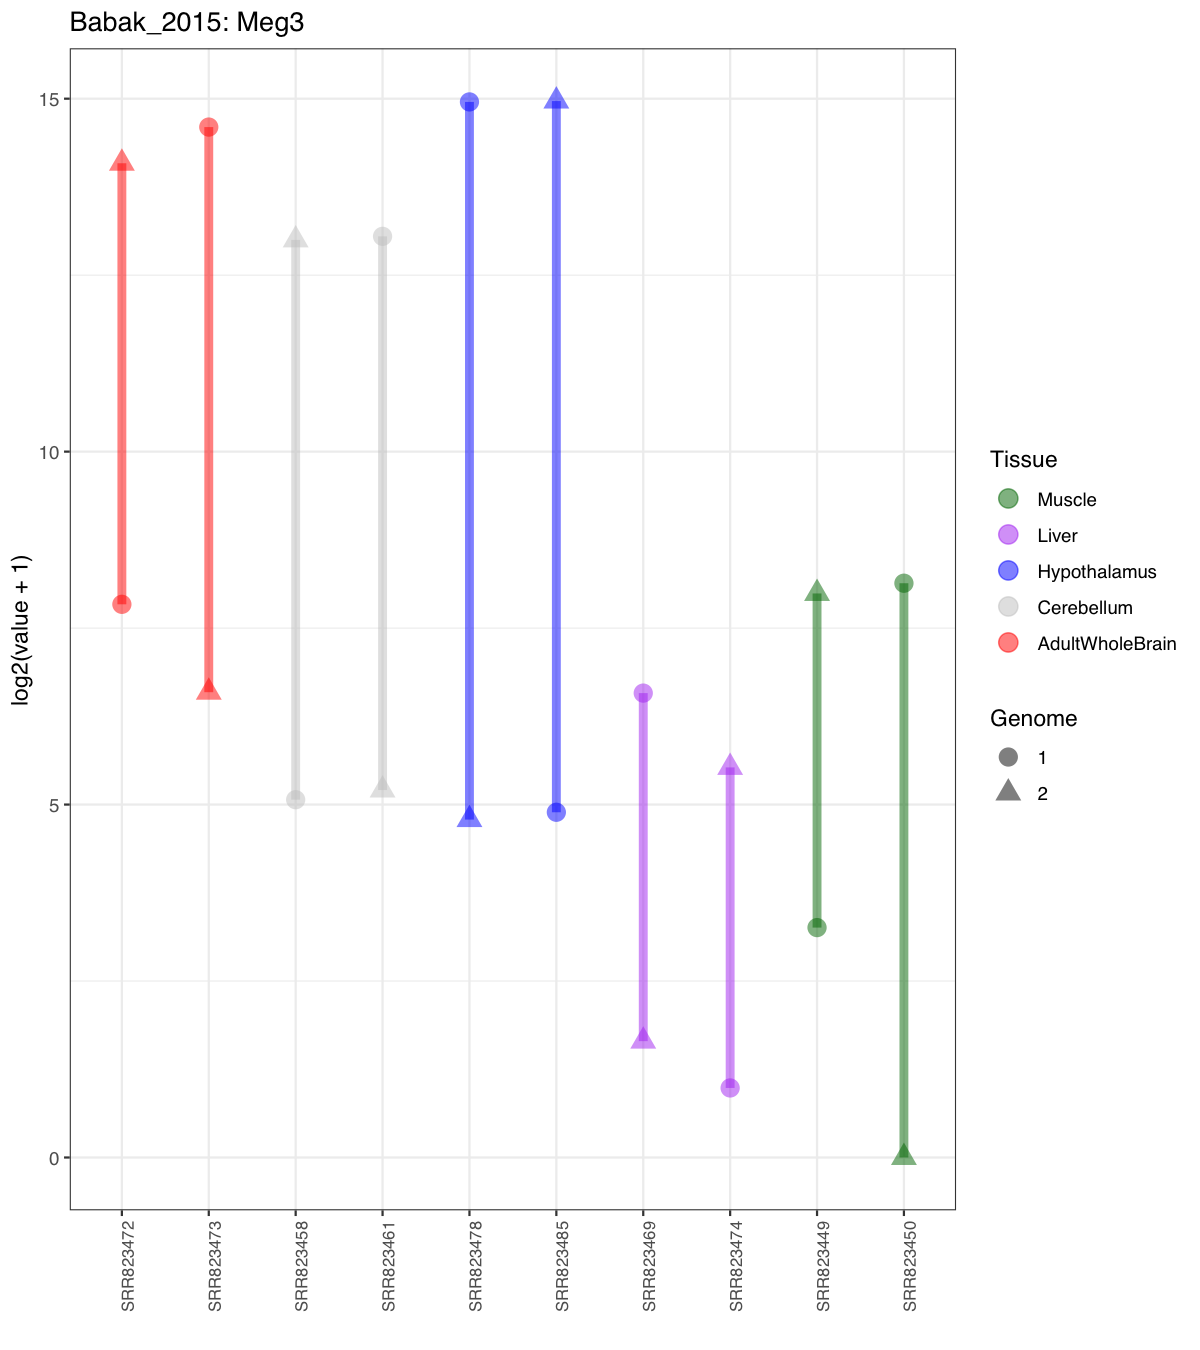 Babak_2015: Meg3
log2(value + 1)
15
10
5
0
SRR823472
SRR823473
SRR823458
SRR823461
SRR823478
SRR823485
SRR823469
SRR823474
SRR823449
SRR823450
Tissue
Muscle
Liver
Hypothalamus
Cerebellum
AdultWholeBrain
Genome
1
2